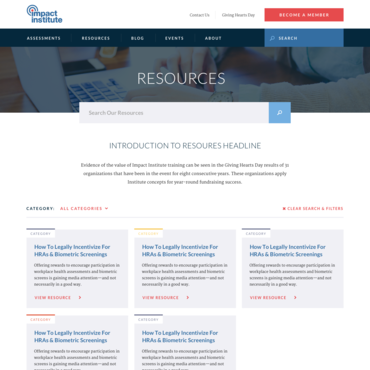 impact
institute
Contact Us
Giving Hearts Day
BECOME A MEMBER
ASSESSMENTS
RESOURCES
BLOG
EVENTS
ABOUT
SEARCH
RESOURCES
Search Our Resources
INTRODUCTION TO RESOURES HEADLINE
Evidence of the value of Impact Institute training can be seen in the Giving Hearts Day results of 31
organizations that have been in the event for eight consecutive years. These organizations apply
Institute concepts for year-round fundraising success.
CATEGORY:
ALL CATEGORIES
CLEAR SEARCH & FILTERS
CATEGORY
How To Legally Incentivize For
HRAs & Biometric Screenings
Offering rewards to encourage participation in
workplace health assessments and biometric
screens is gaining media attention—and not
necessarily in a good way.
VIEW RESOURCE
CATEGORY
How To Legally Incentivize For
HRAs & Biometric Screenings
Offering rewards to encourage participation in
workplace health assessments and biometric
screens is gaining media attention—and not
necessarily in a good way.
VIEW RESOURCE
CATEGORY
How To Legally Incentivize For
HRAs & Biometric Screenings
Offering rewards to encourage participation in
workplace health assessments and biometric
screens is gaining media attention—and not
necessarily in a good way.
VIEW RESOURCE
CATEGORY
How To Legally Incentivize For
HRAs & Biometric Screenings
Offering rewards to encourage participation in
workplace health assessments and biometric
screens is gaining media attention—and not
necessarily in a good way.
CATEGORY
How To Legally Incentivize For
HRAs & Biometric Screenings
Offering rewards to encourage participation in
workplace health assessments and biometric
screens is gaining media attention—and not
necessarily in a good way.